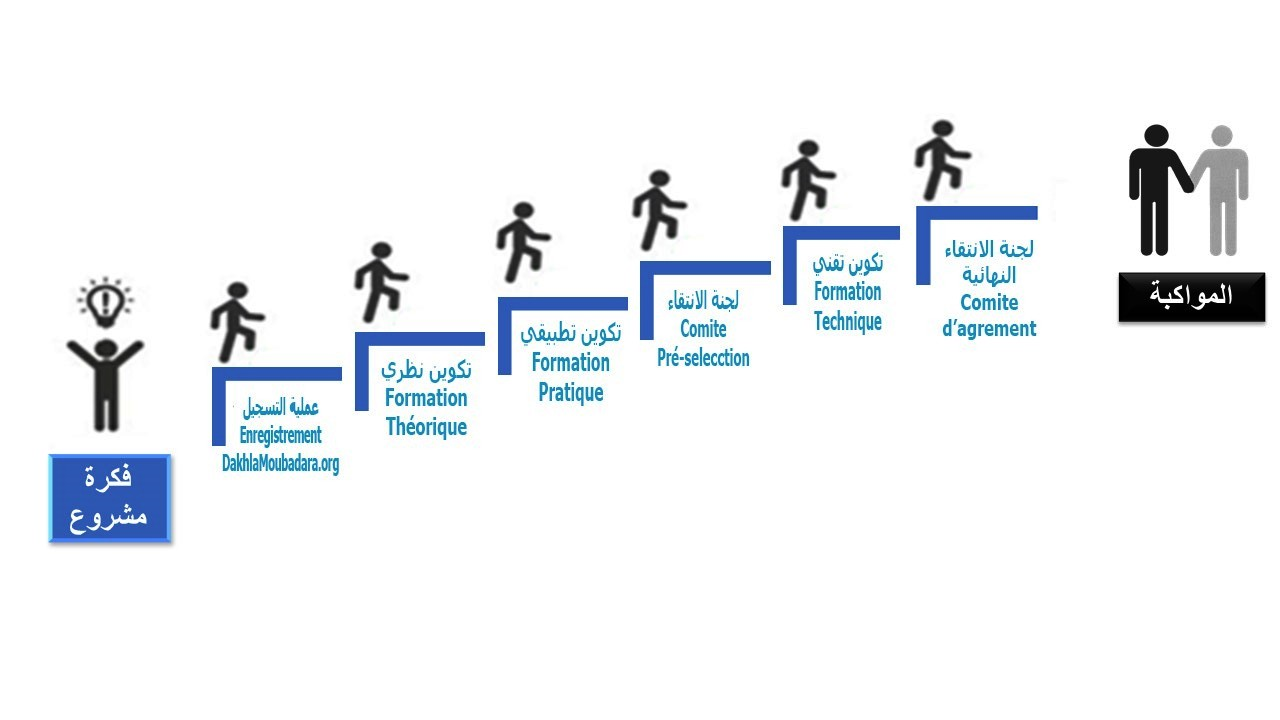 فكرة
مشروع
عملية التسجيل
Enregistrement
DakhlaMoubadara.org
تكوين نظري
Formation
Théorique
تكوين تطبيقي
Formation
Pratique
لجنة الانتقاء
Comite
Pré-selecction
تكوين تقني
Formation
Technique
لجنة الانتقاء
النهائية
Comite
d’agrement
المواكبة